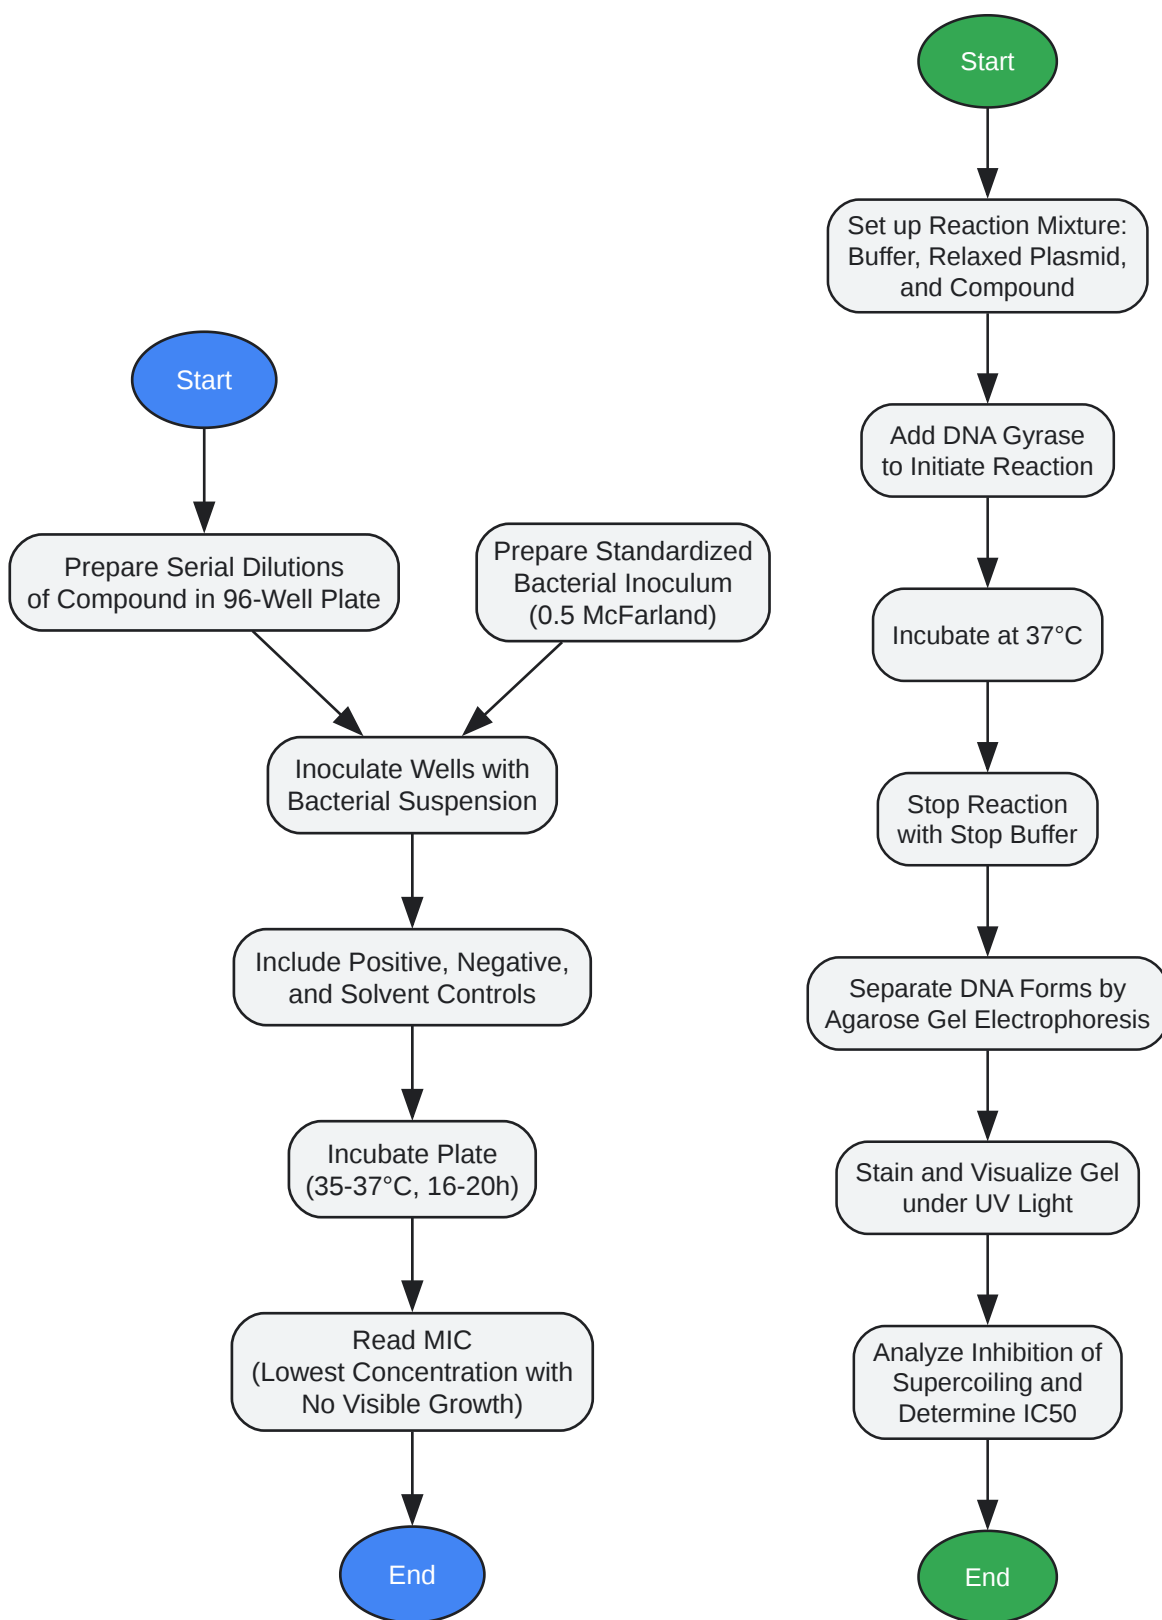 Start
Prepare Serial Dilutions
of Compound in 96-Well Plate
Prepare Standardized
Bacterial Inoculum
(0.5 McFarland)
Inoculate Wells with
Bacterial Suspension
Include Positive, Negative,
and Solvent Controls
Incubate Plate
(35-37°C, 16-20h)
Read MIC
(Lowest Concentration with
No Visible Growth)
End
Start
Set up Reaction Mixture:
Buffer, Relaxed Plasmid,
and Compound
Add DNA Gyrase
to Initiate Reaction
Incubate at 37°C
Stop Reaction
with Stop Buffer
Separate DNA Forms by
Agarose Gel Electrophoresis
Stain and Visualize Gel
under UV Light
Analyze Inhibition of
Supercoiling and
Determine IC50
End